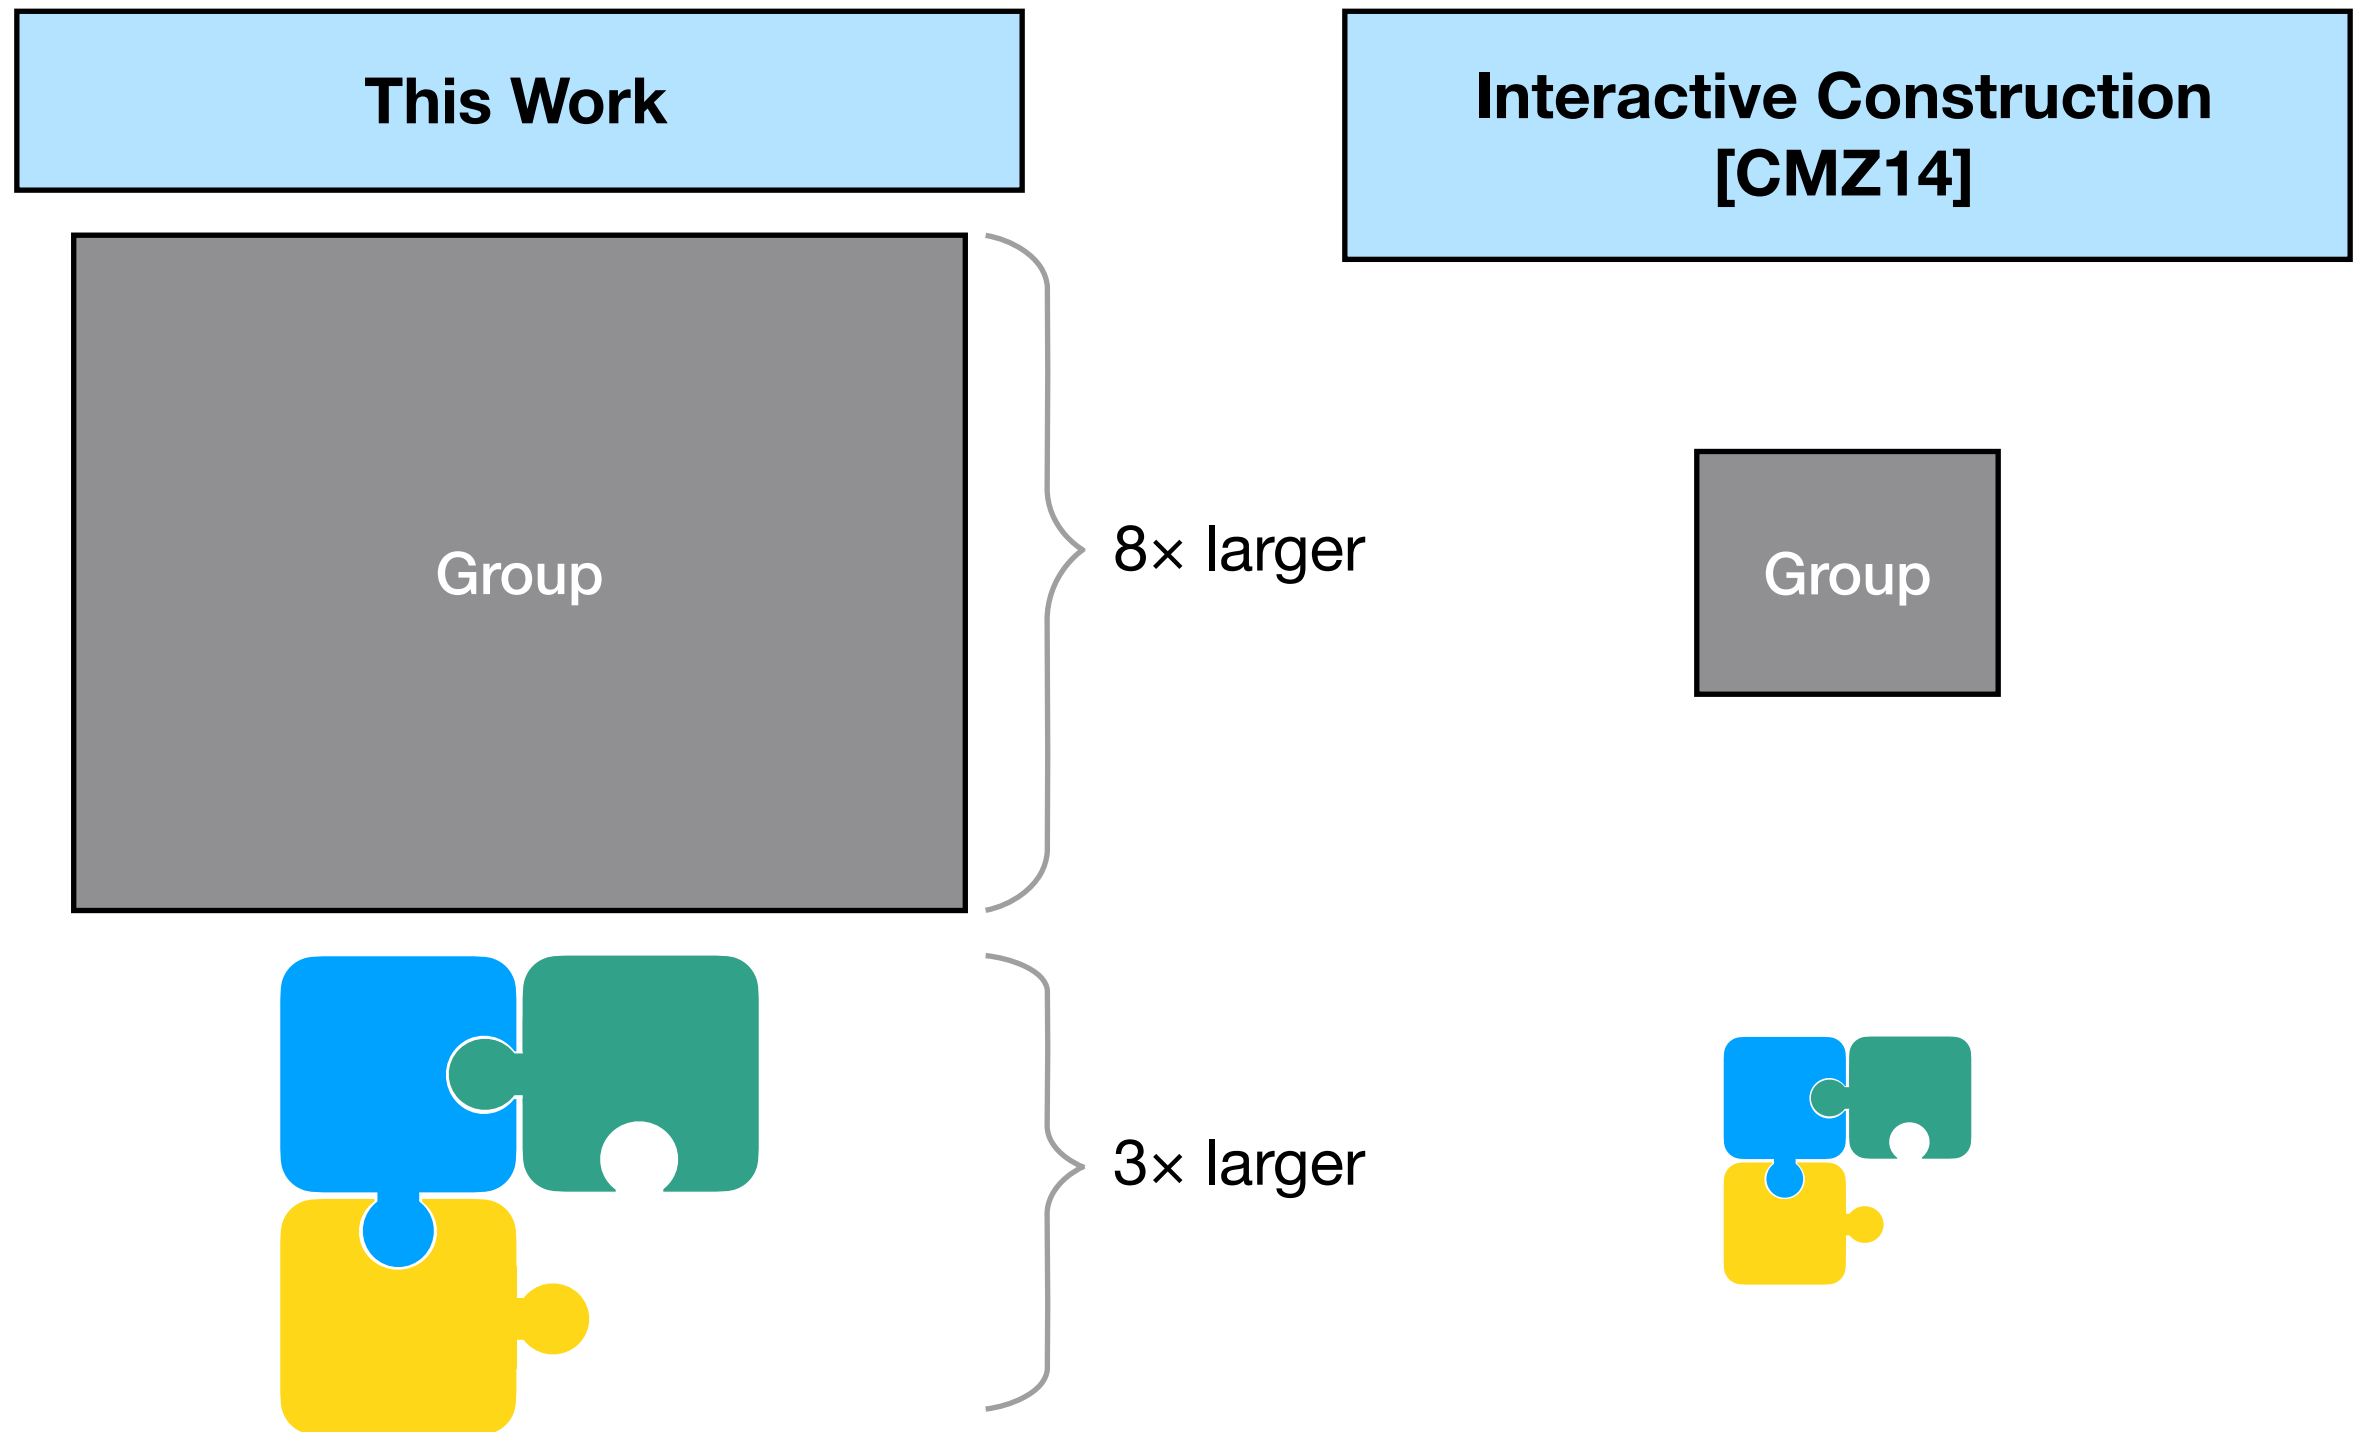 This Work
Interactive Construction
[CMZ14]
Group
8× larger
Group
3× larger